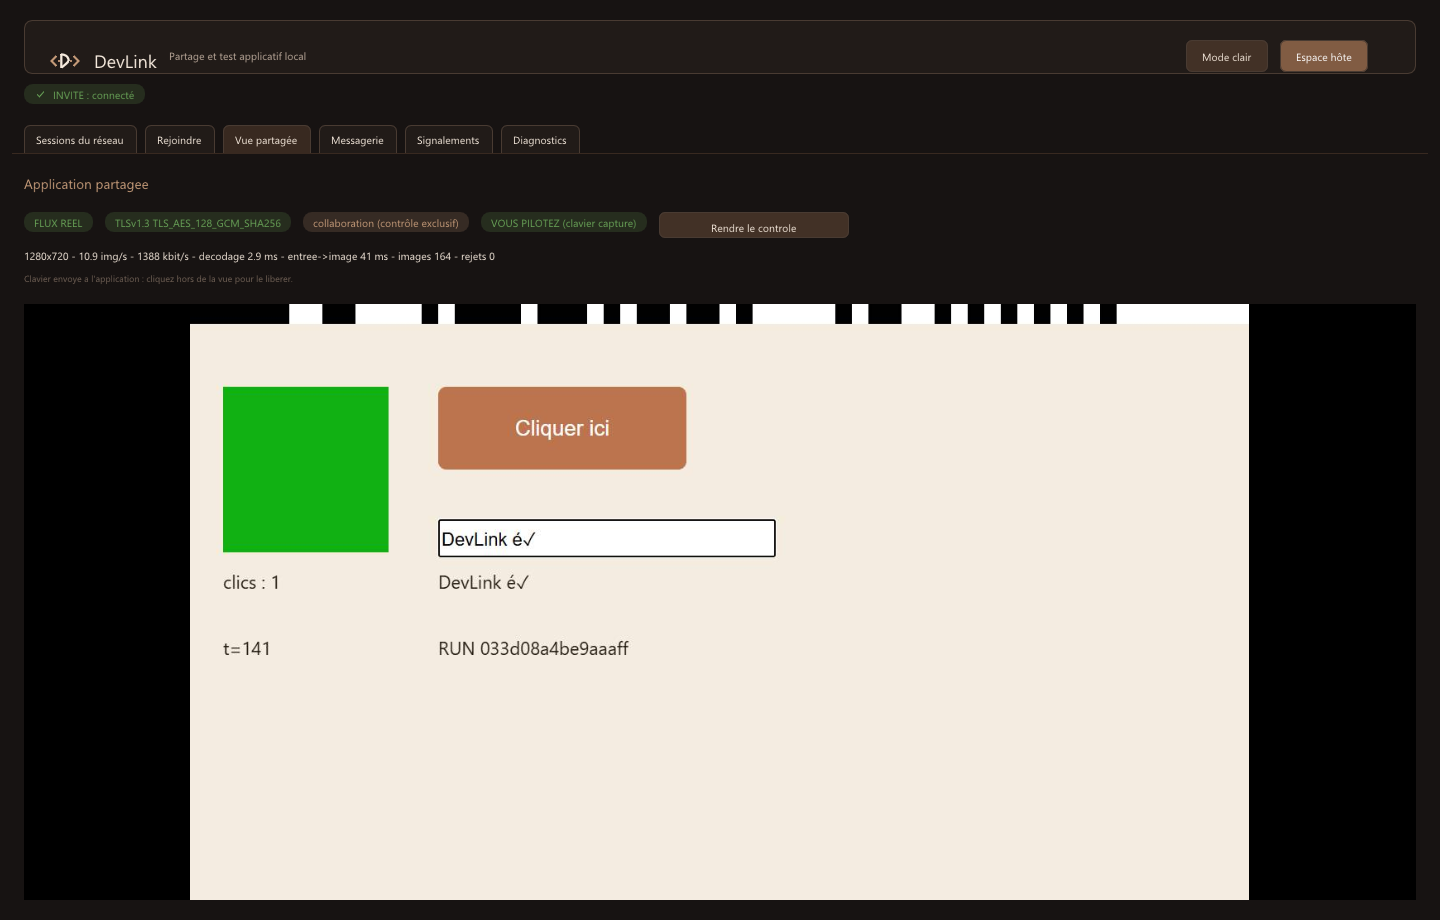 DevLink Partage et test applicatif local Mode clair Espace hôte
✓ INVITE : connecté
Sessions du réseau Rejoindre Vue partagée Messagerie Signalements Diagnostics
Application partagee
FLUX REEL TLSv1.3 TLS_AES_128_GCM_SHA256 collaboration (contrôle exclusif) VOUS PILOTEZ (clavier capture) Rendre le controle
1280x720 - 10.9 img/s - 1388 kbit/s - decodage 2.9 ms - entree->image 41 ms - images 164 - rejets 0
Clavier envoye a l'application : cliquez hors de la vue pour le liberer.
Cliquer ici
DevLink é✓
clics : 1 DevLink é✓
t=141 RUN 033d08a4be9aaaff